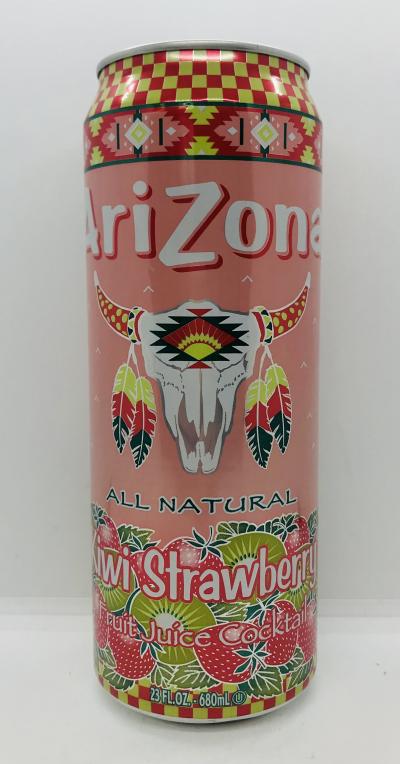 AriZona
ALL NATURAL
Kiwi Strawberry
Fruit Juice Cocktail
23 FL. OZ. - 680mL U